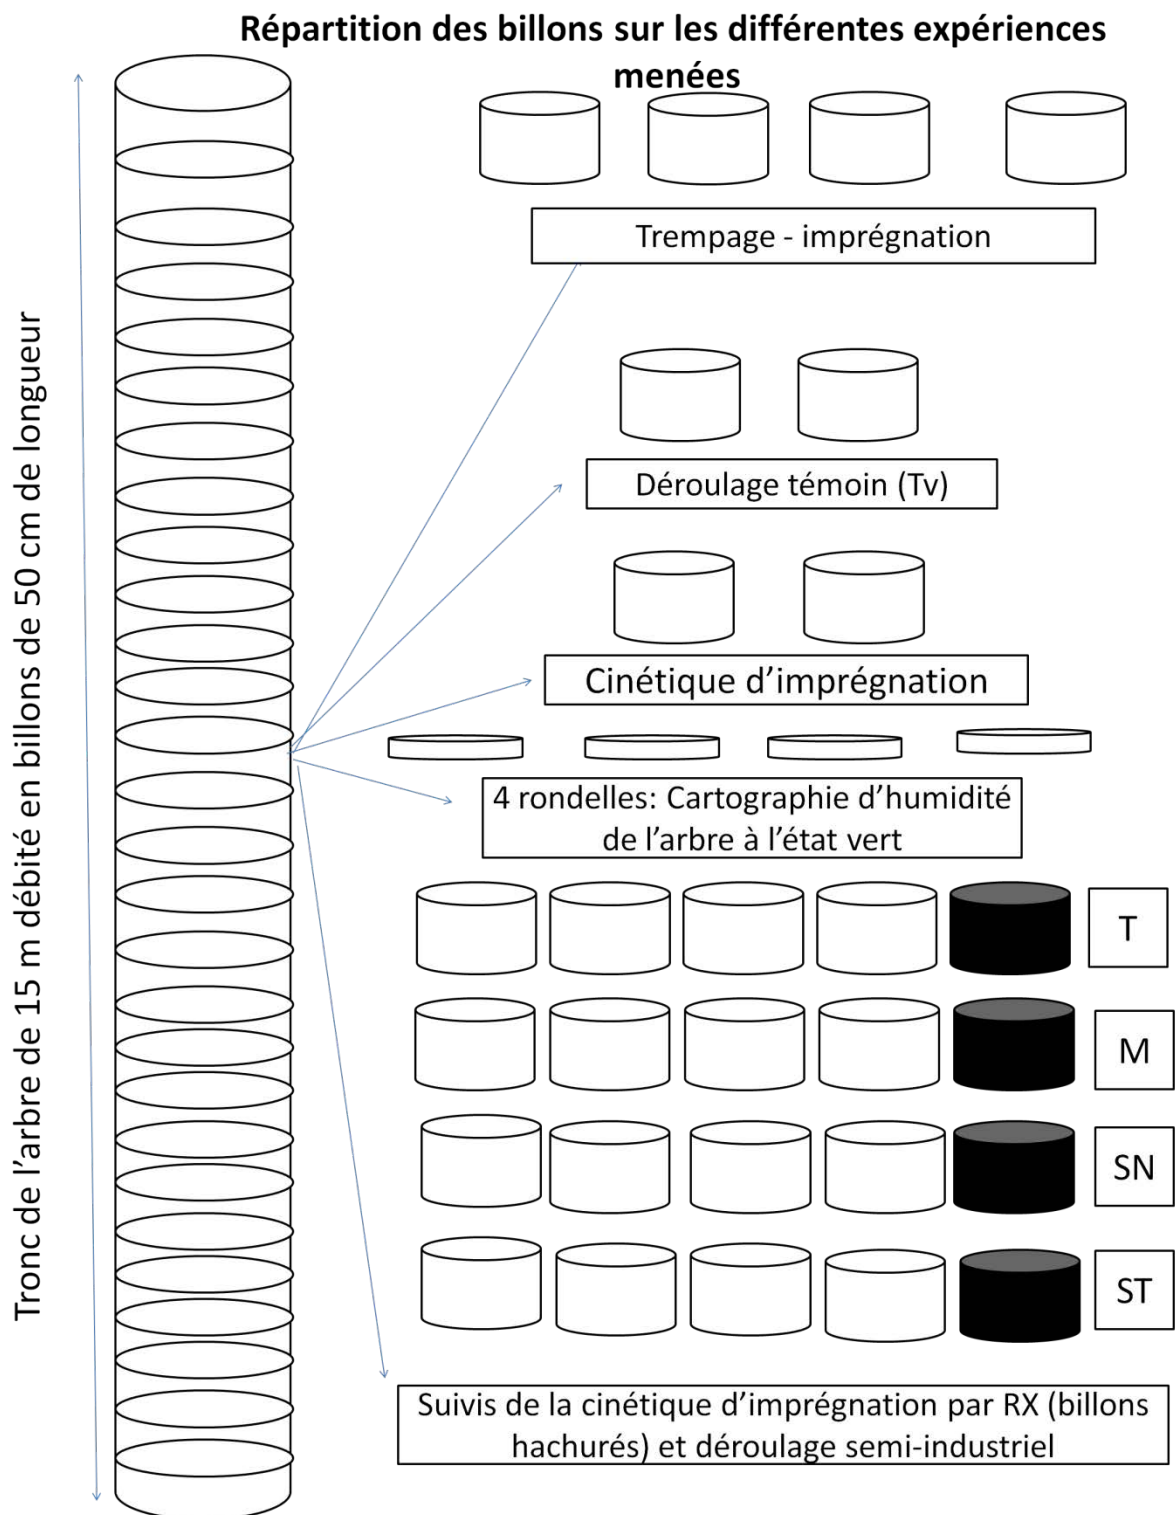 Répartition des billons sur les différentes expériences
menées
Tronc de l'arbre de 15 m débité en billons de 50 cm de longueur
Trempage - imprégnation
Déroulage témoin (Tv)
Cinétique d'imprégnation
4 rondelles: Cartographie d'humidité
de l'arbre à l'état vert
T
M
SN
ST
Suivis de la cinétique d'imprégnation par RX (billons
hachurés) et déroulage semi-industriel